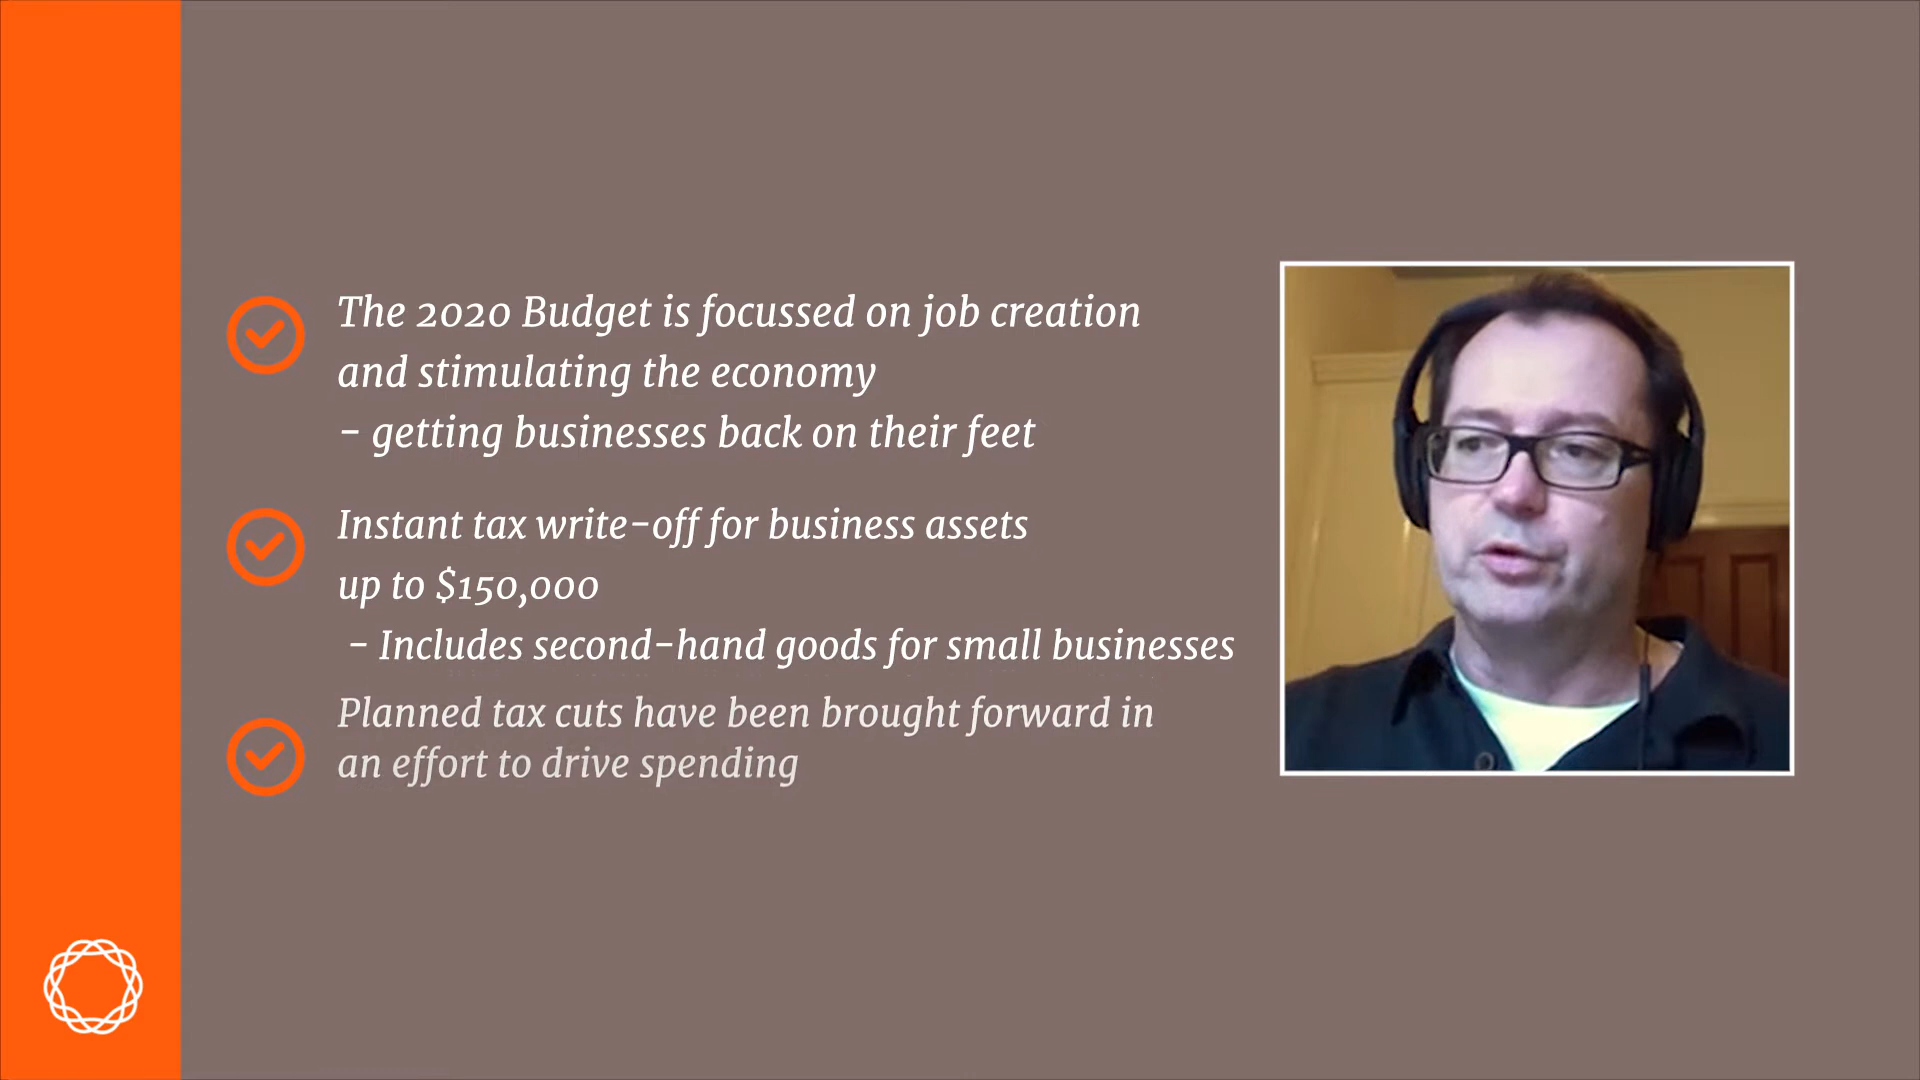 The 2020 Budget is focussed on job creation
and stimulating the economy
- getting businesses back on their feet
Instant tax write-off for business assets
up to $150,000
- Includes second-hand goods for small businesses
Planned tax cuts have been brought forward in
an effort to drive spending